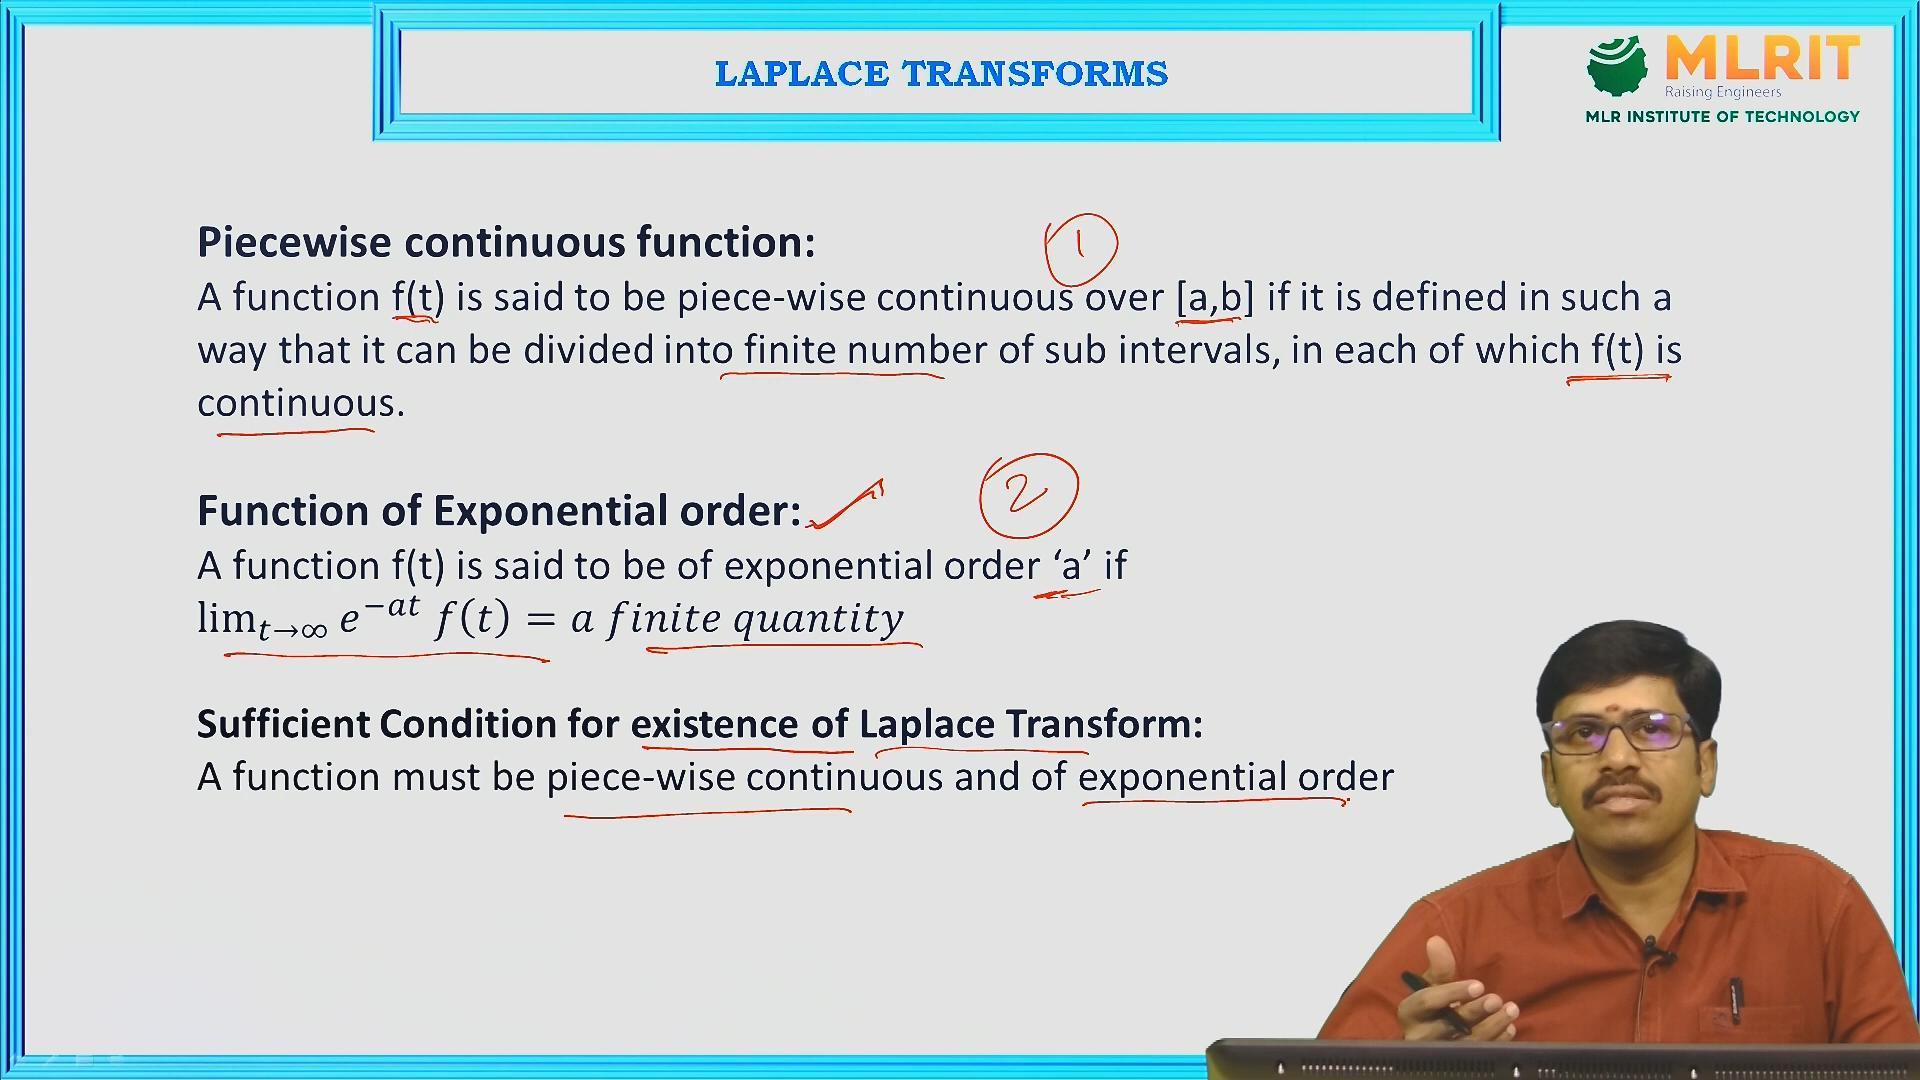 LAPLACE TRANSFORMS
MLRIT
Raising Engineers
MLR INSTITUTE OF TECHNOLOGY
Piecewise continuous function:
1
A function f(t) is said to be piece-wise continuous over [a,b] if it is defined in such a
way that it can be divided into finite number of sub intervals, in each of which f(t) is
continuous.
Function of Exponential order:
2
A function f(t) is said to be of exponential order ‘a’ if
lim_{t→∞} e^{−at} f(t) = a finite quantity
Sufficient Condition for existence of Laplace Transform:
A function must be piece-wise continuous and of exponential order